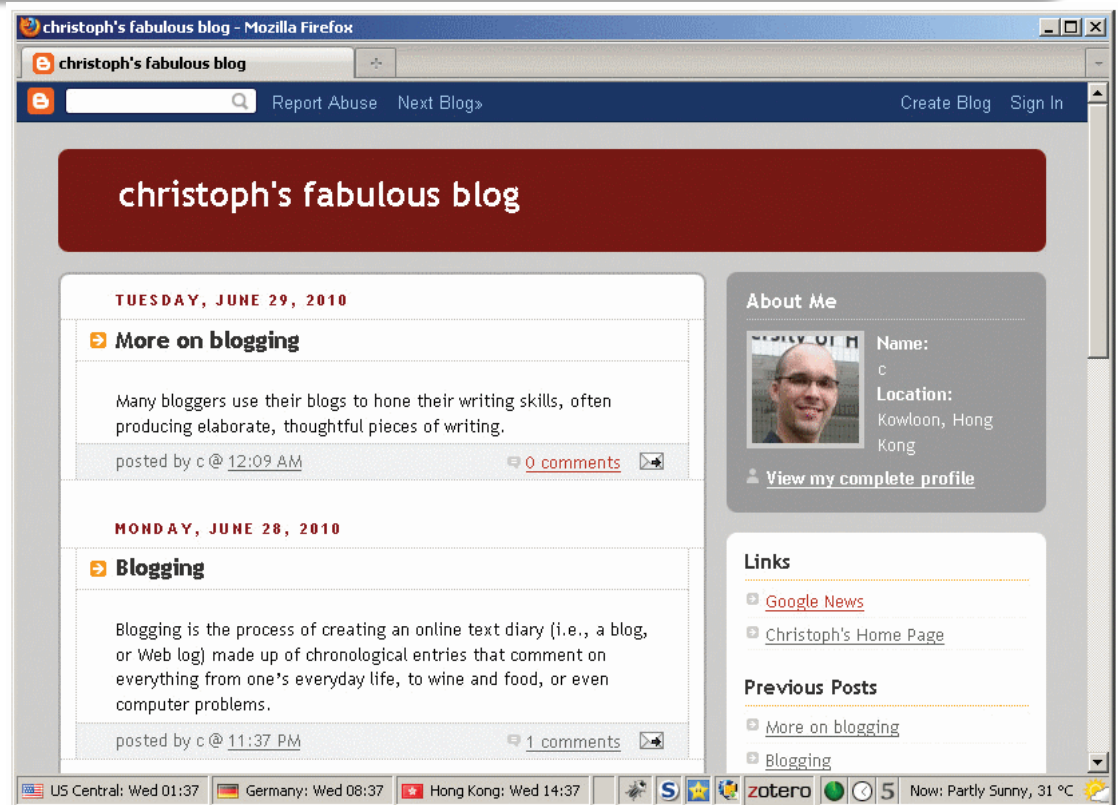 christoph's fabulous blog - Mozilla Firefox
christoph's fabulous blog
Report Abuse Next Blog»
Create Blog Sign In
christoph's fabulous blog
TUESDAY, JUNE 29, 2010
More on blogging
Many bloggers use their blogs to hone their writing skills, often
producing elaborate, thoughtful pieces of writing.
posted by c @ 12:09 AM 0 comments
MONDAY, JUNE 28, 2010
Blogging
Blogging is the process of creating an online text diary (i.e., a blog,
or Web log) made up of chronological entries that comment on
everything from one's everyday life, to wine and food, or even
computer problems.
posted by c @ 11:37 PM 1 comments
About Me
Name:
c
Location:
Kowloon, Hong
Kong
View my complete profile
Links
Google News
Christoph's Home Page
Previous Posts
More on blogging
Blogging
US Central: Wed 01:37 Germany: Wed 08:37 Hong Kong: Wed 14:37 S zotero 5 Now: Partly Sunny, 31 °C